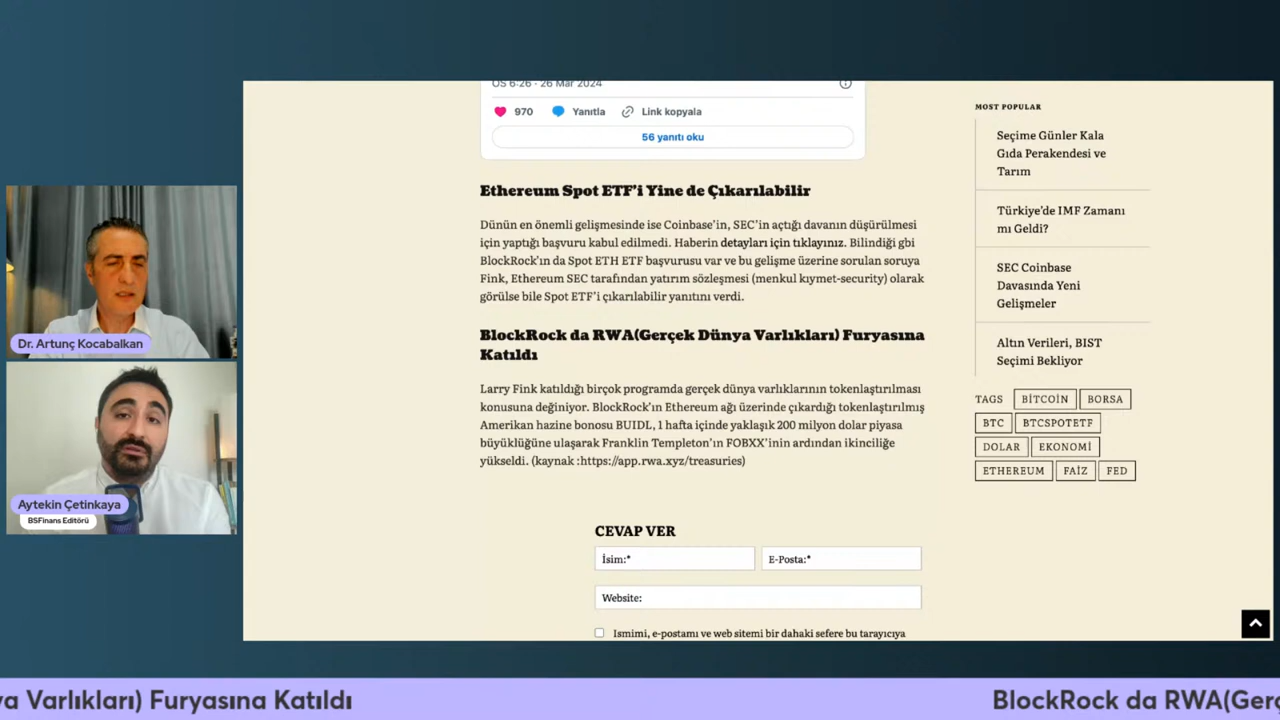 OS 6:26 · 26 Mar 2024
970 Yanıtla Link kopyala
56 yanıtı oku
Ethereum Spot ETF'i Yine de Çıkarılabilir
Dünün en önemli gelişmesinde ise Coinbase'in, SEC'in açtığı davanın düşürülmesi
için yaptığı başvuru kabul edilmedi. Haberin detayları için tıklayınız. Bilindiği gbi
BlockRock'ın da Spot ETH ETF başvurusu var ve bu gelişme üzerine sorulan soruya
Fink, Ethereum SEC tarafından yatırım sözleşmesi (menkul kıymet-security) olarak
görülse bile Spot ETF'i çıkarılabilir yanıtını verdi.
BlockRock da RWA(Gerçek Dünya Varlıkları) Furyasına
Katıldı
Larry Fink katıldığı birçok programda gerçek dünya varlıklarının tokenlaştırılması
konusuna değiniyor. BlockRock'ın Ethereum ağı üzerinde çıkardığı tokenlaştırılmış
Amerikan hazine bonosu BUIDL, 1 hafta içinde yaklaşık 200 milyon dolar piyasa
büyüklüğüne ulaşarak Franklin Templeton'ın FOBXX'inin ardından ikinciliğe
yükseldi. (kaynak :https://app.rwa.xyz/treasuries)
CEVAP VER
İsim:*
E-Posta:*
Website:
Ismimi, e-postamı ve web sitemi bir dahaki sefere bu tarayıcıya
MOST POPULAR
Seçime Günler Kala
Gıda Perakendesi ve
Tarım
Türkiye'de IMF Zamanı
mı Geldi?
SEC Coinbase
Davasında Yeni
Gelişmeler
Altın Verileri, BIST
Seçimi Bekliyor
TAGS BİTCOİN BORSA
BTC BTCSPOTETF
DOLAR EKONOMİ
ETHEREUM FAİZ FED
Dr. Artunç Kocabalkan
Aytekin Çetinkaya
BSFinans Editörü
ya Varlıkları) Furyasına Katıldı
BlockRock da RWA(Gerç